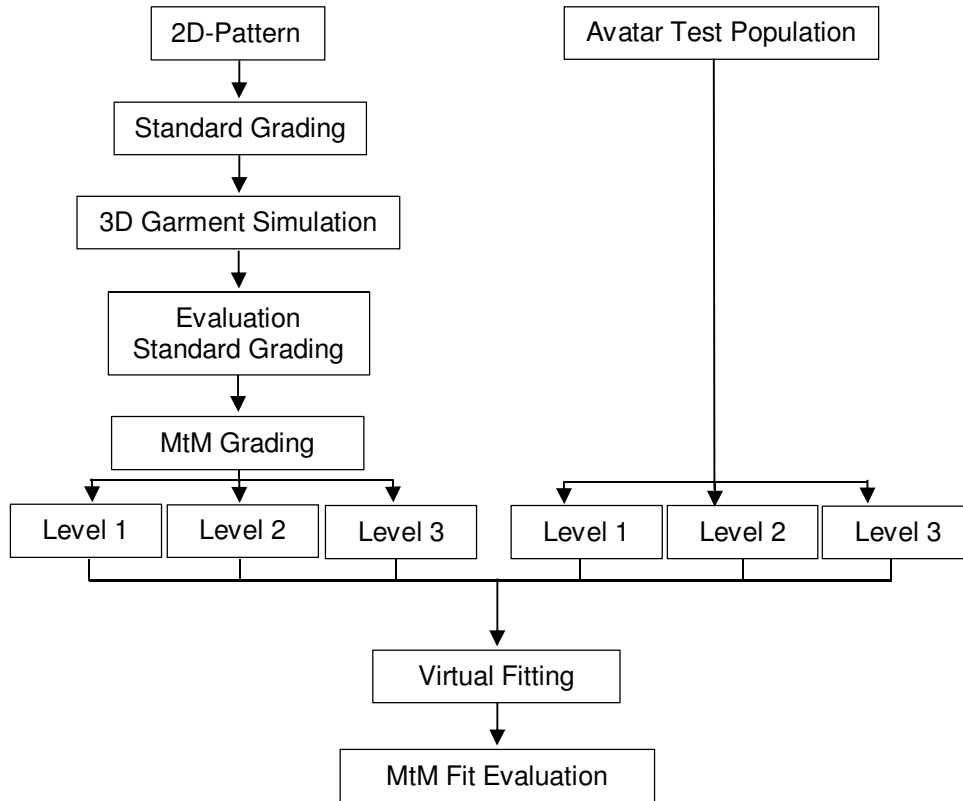 2D-Pattern
Avatar Test Population
Standard Grading
3D Garment Simulation
Evaluation
Standard Grading
MtM Grading
Level 1
Level 2
Level 3
Level 1
Level 2
Level 3
Virtual Fitting
MtM Fit Evaluation